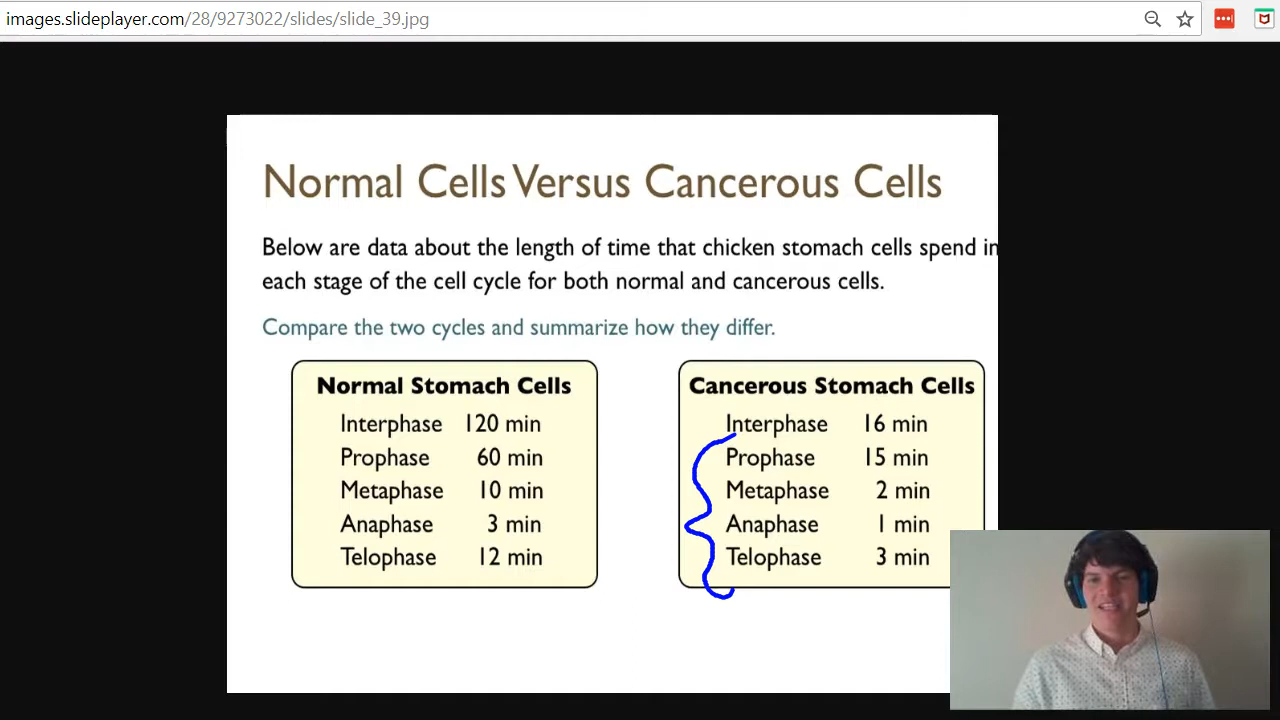 images.slideplayer.com/28/9273022/slides/slide_39.jpg
Normal Cells Versus Cancerous Cells
Below are data about the length of time that chicken stomach cells spend in
each stage of the cell cycle for both normal and cancerous cells.
Compare the two cycles and summarize how they differ.
Normal Stomach Cells
Interphase 120 min
Prophase 60 min
Metaphase 10 min
Anaphase 3 min
Telophase 12 min
Cancerous Stomach Cells
Interphase 16 min
Prophase 15 min
Metaphase 2 min
Anaphase 1 min
Telophase 3 min